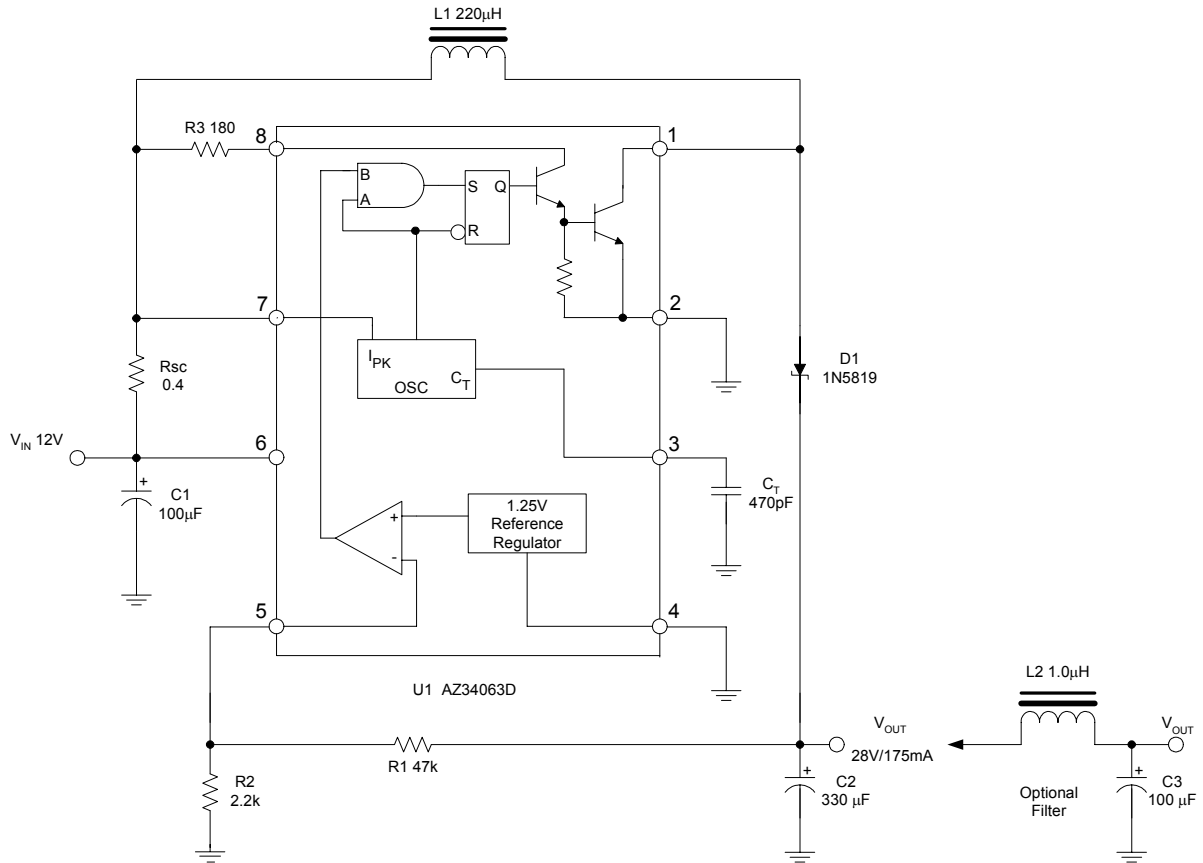 L1 220μH
R3 180
8
1
B
A
S
Q
R
7
2
I_PK
OSC
C_T
Rsc
0.4
D1
1N5819
V_IN 12V
6
3
C1
100μF
+
C_T
470pF
1.25V
Reference
Regulator
+
-
5
4
U1 AZ34063D
L2 1.0μH
R1 47k
V_OUT
28V/175mA
V_OUT
R2
2.2k
+
C2
330 μF
Optional
Filter
+
C3
100 μF